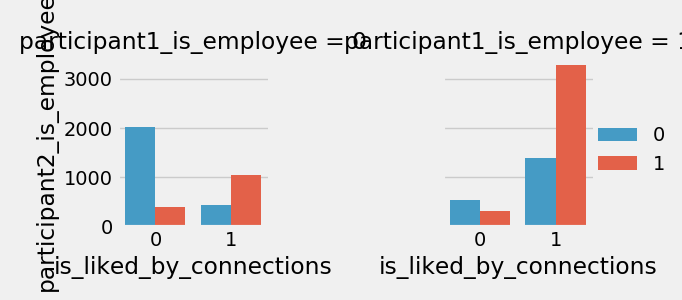 participant1_is_employee = 0
participant1_is_employee = 1
participant2_is_employee
3000
2000
1000
0
0 1
is_liked_by_connections
0 1
is_liked_by_connections
0
1